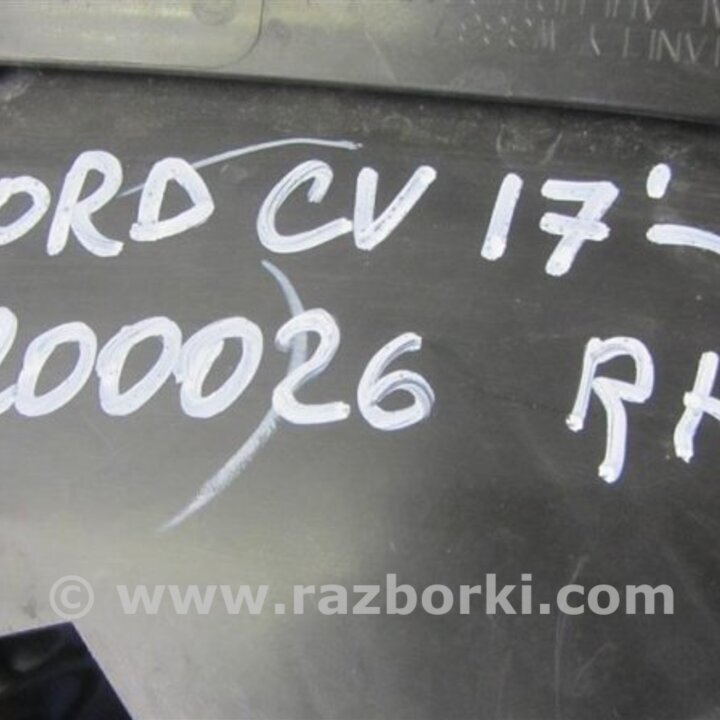 ORD CV 17'-
200026 RH
© www.razborki.com